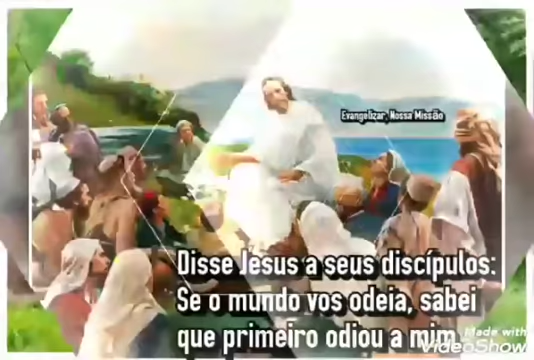 Evangelizar, Nossa Missão
Disse Jesus a seus discípulos:
Se o mundo vos odeia, sabei
que primeiro odiou a mim.
Made with
VideoShow